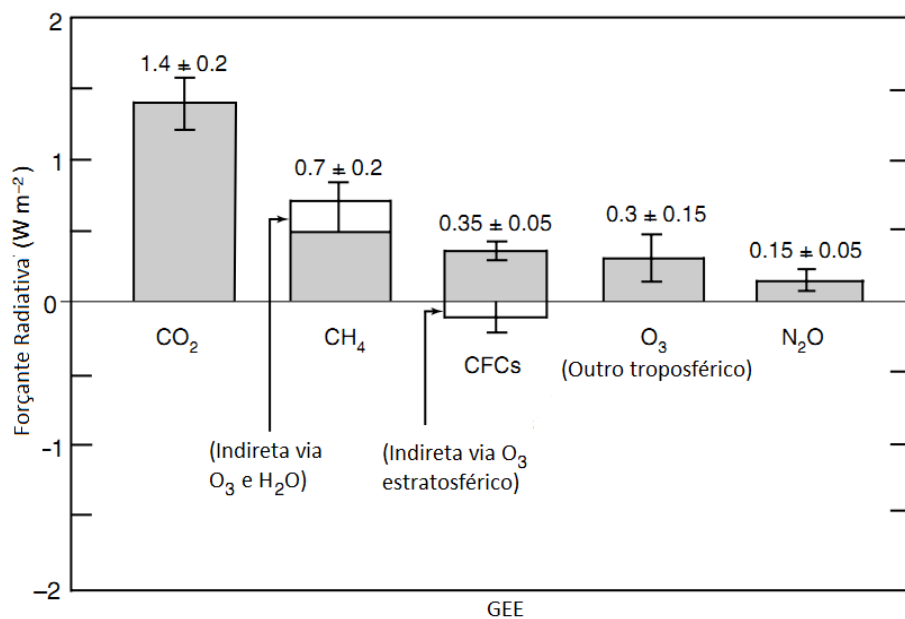 2
1.4 ± 0.2
1
0.7 ± 0.2
0.35 ± 0.05
0.3 ± 0.15
0.15 ± 0.05
Forçante Radiativa (W m⁻²)
0
CO₂
CH₄
CFCs
O₃
(Outro troposférico)
N₂O
(Indireta via
O₃ e H₂O)
(Indireta via O₃
estratosférico)
-1
-2
GEE